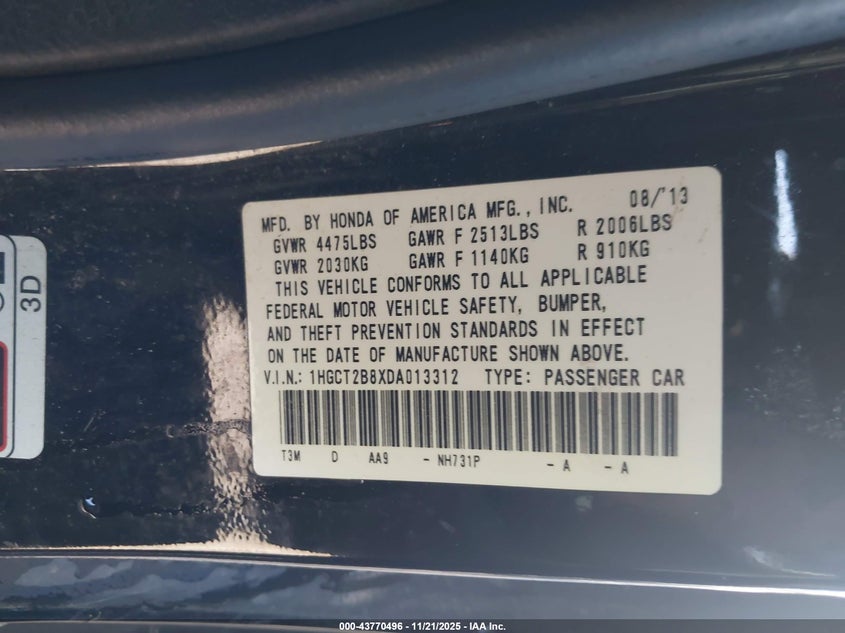 MFD. BY HONDA OF AMERICA MFG., INC. 08/'13
GVWR 4475LBS GAWR F 2513LBS R 2006LBS
GVWR 2030KG GAWR F 1140KG R 910KG
THIS VEHICLE CONFORMS TO ALL APPLICABLE
FEDERAL MOTOR VEHICLE SAFETY, BUMPER,
AND THEFT PREVENTION STANDARDS IN EFFECT
ON THE DATE OF MANUFACTURE SHOWN ABOVE.
V.I.N.: 1HGCT2B8XDA013312 TYPE: PASSENGER CAR
T3M D AA9 - NH731P - A - A
3D
000-43770496 - 11/21/2025 - IAA Inc.